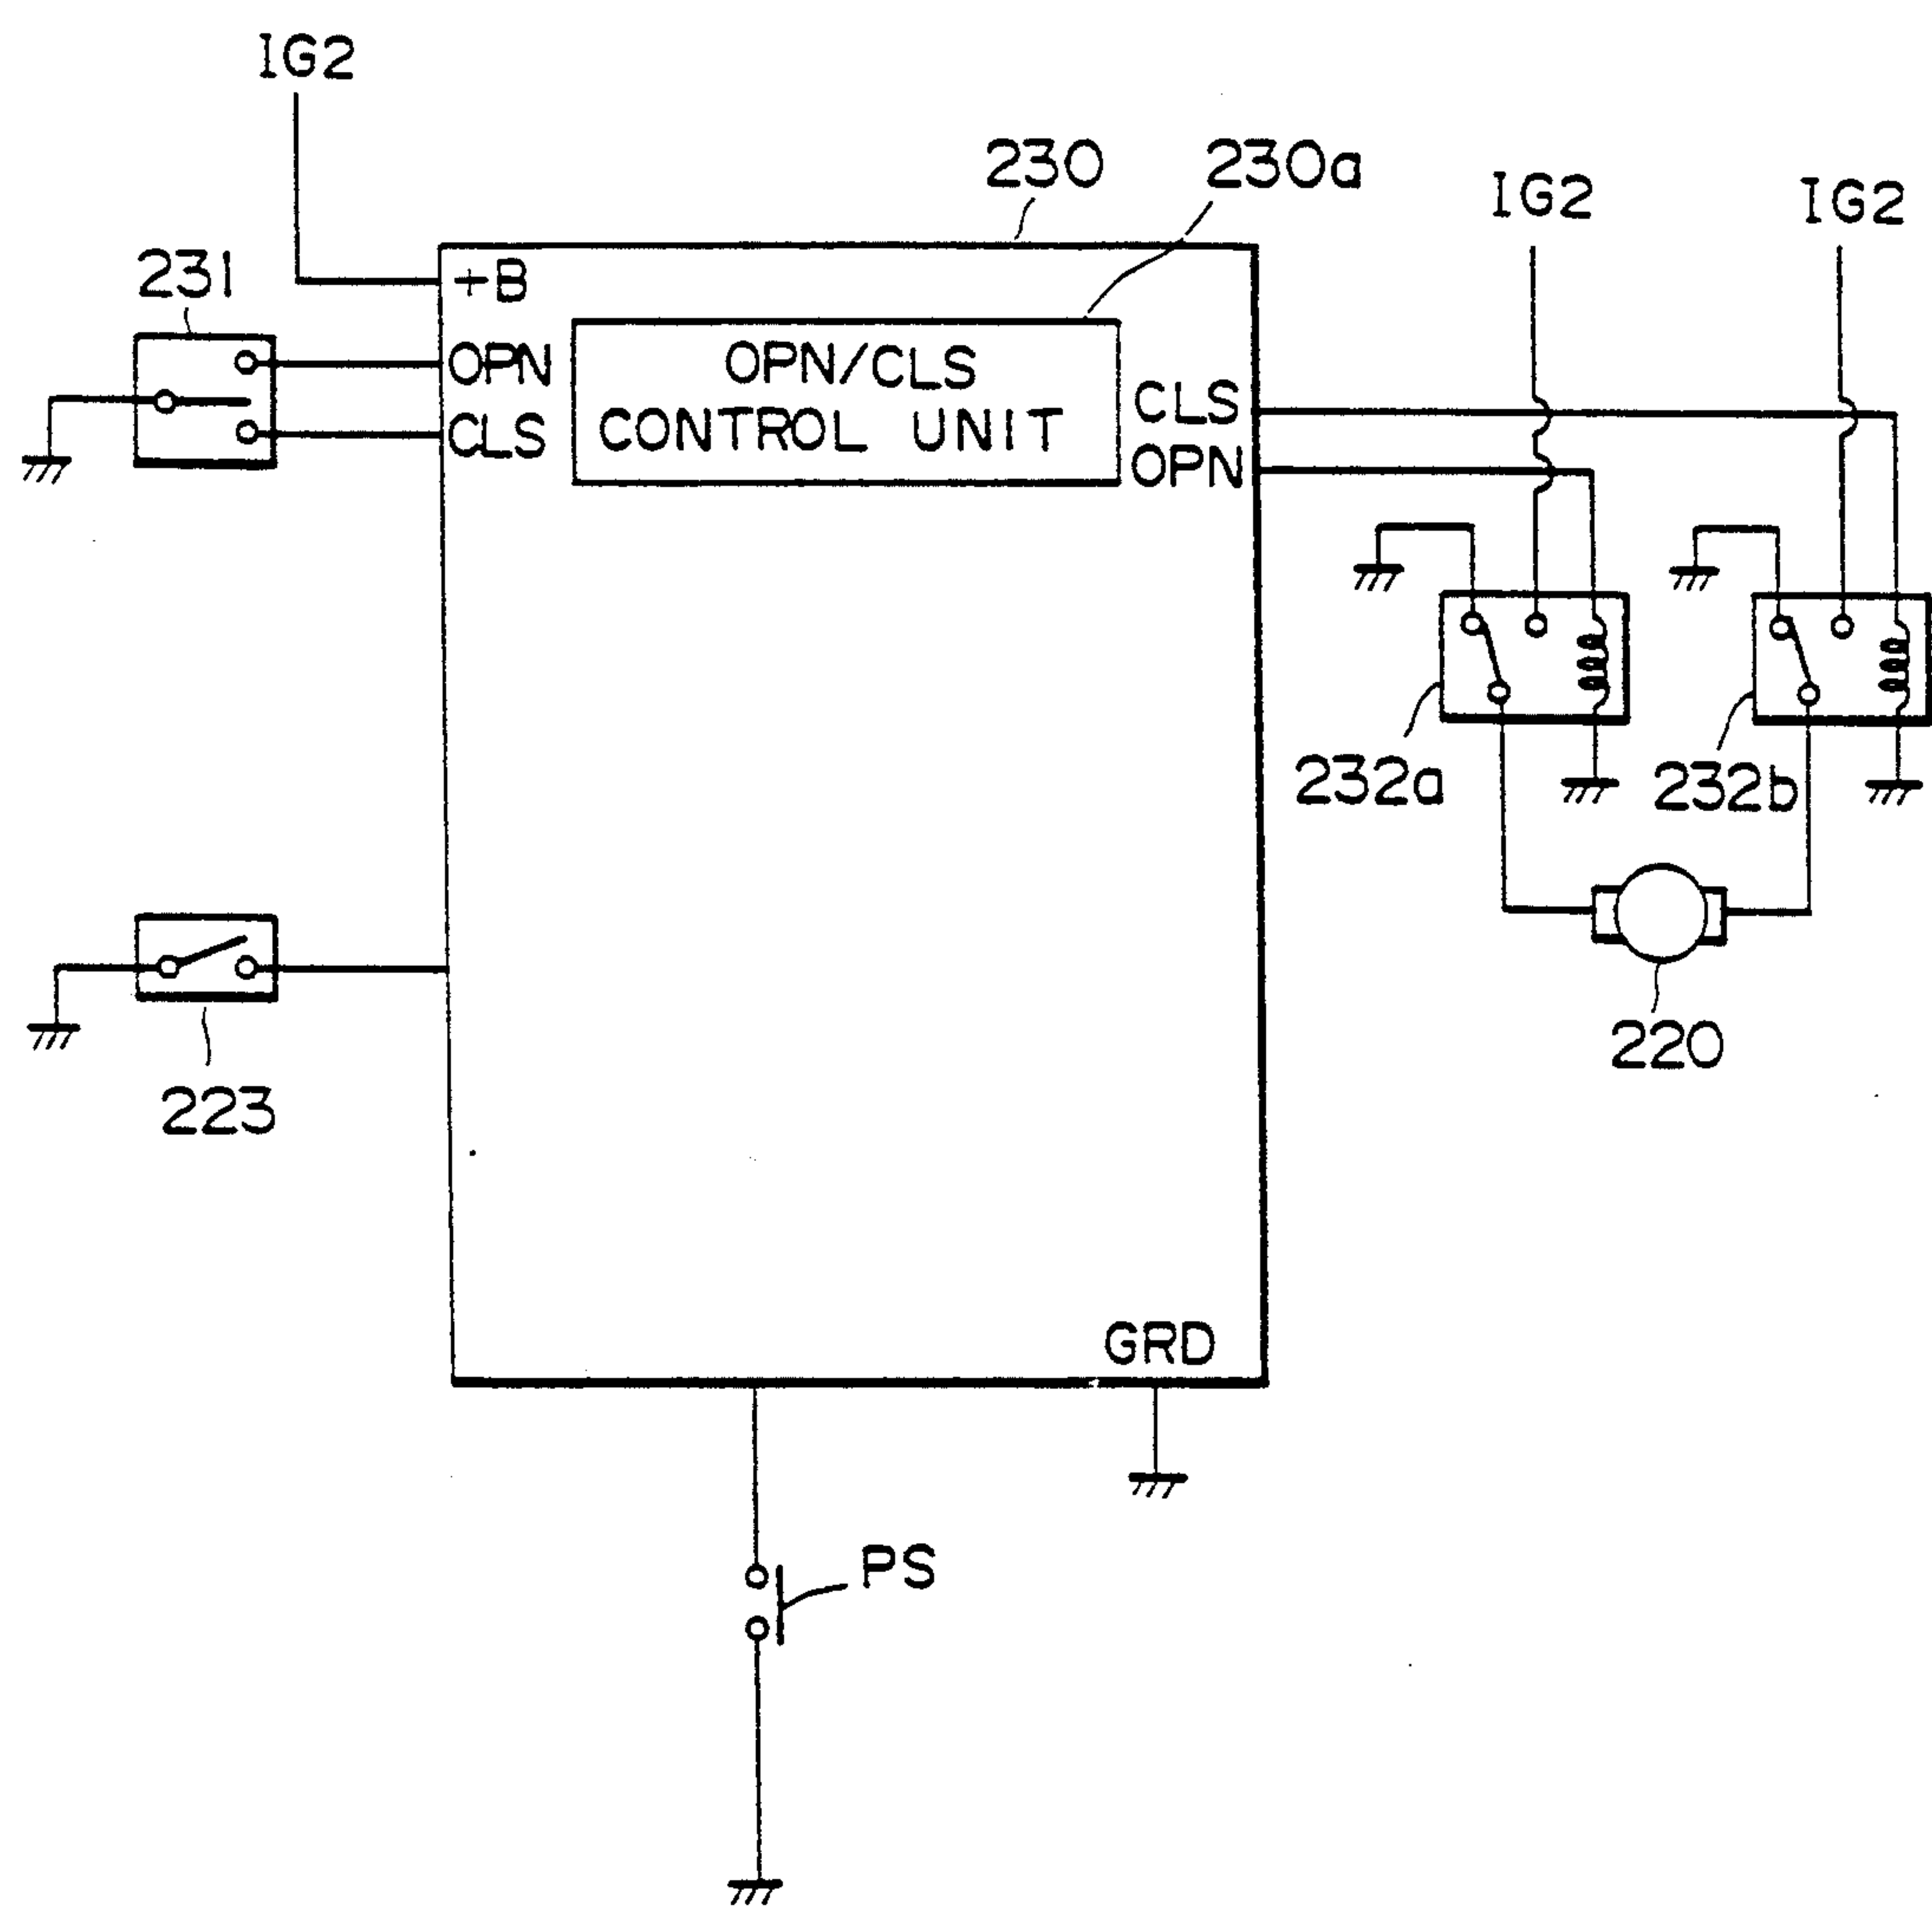 IG2
230
230a
IG2
IG2
231
+B
OPN
CLS
OPN/CLS
CONTROL UNIT
CLS
OPN
232a
232b
220
223
GRD
PS